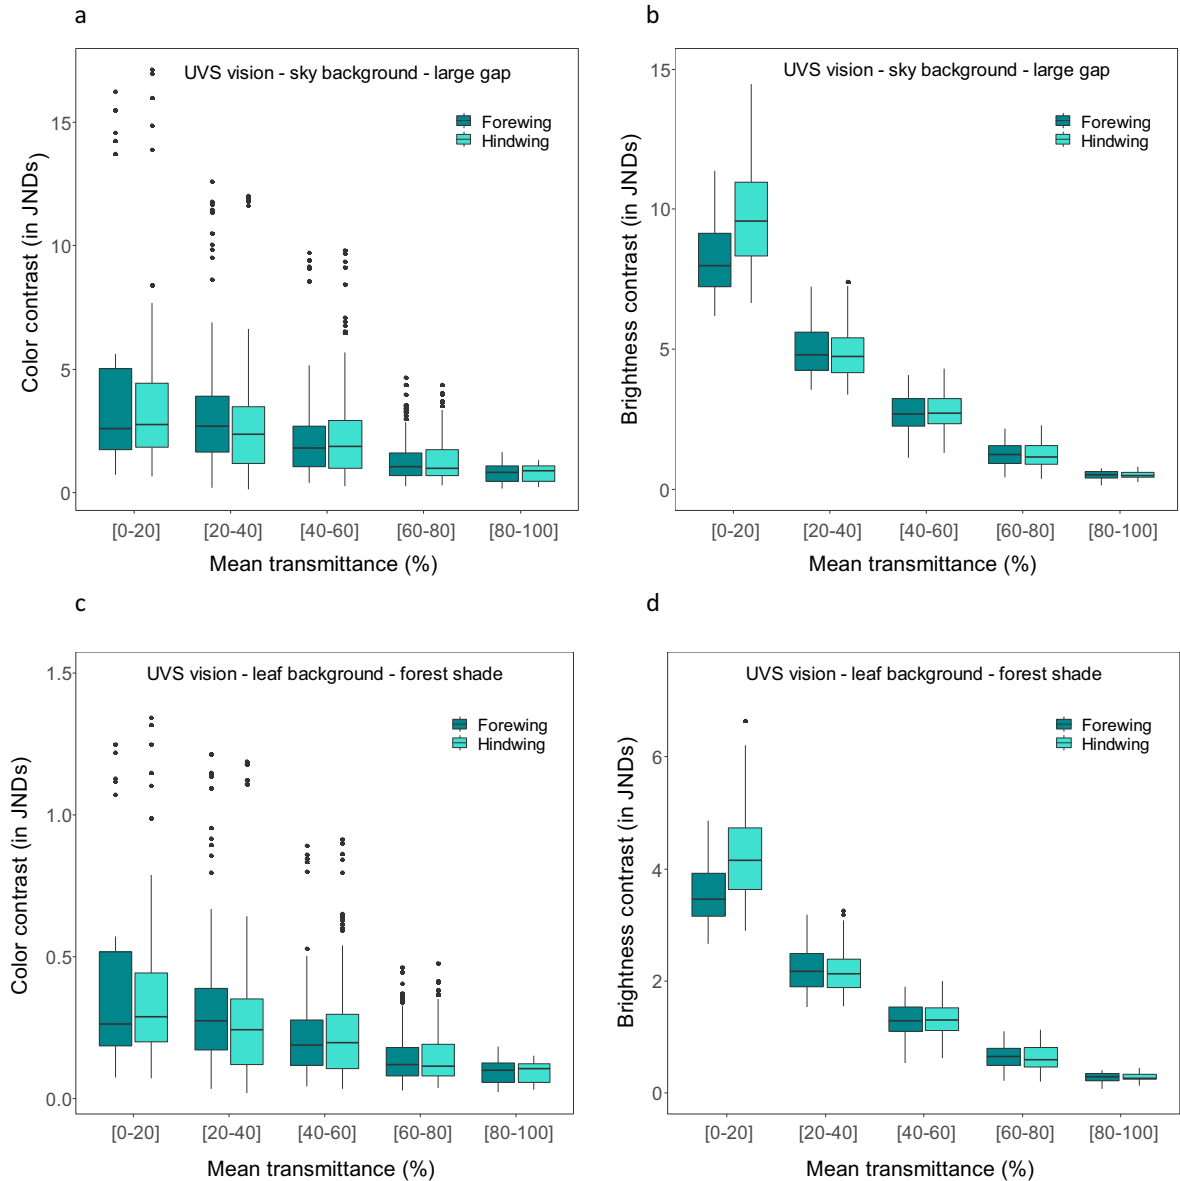 a
UVS vision - sky background - large gap
Forewing
Hindwing
Color contrast (in JNDs)
15
10
5
0
[0-20]
[20-40]
[40-60]
[60-80]
[80-100]
Mean transmittance (%)
b
UVS vision - sky background - large gap
Forewing
Hindwing
Brightness contrast (in JNDs)
15
10
5
0
[0-20]
[20-40]
[40-60]
[60-80]
[80-100]
Mean transmittance (%)
c
UVS vision - leaf background - forest shade
Forewing
Hindwing
Color contrast (in JNDs)
1.5
1.0
0.5
0.0
[0-20]
[20-40]
[40-60]
[60-80]
[80-100]
Mean transmittance (%)
d
UVS vision - leaf background - forest shade
Forewing
Hindwing
Brightness contrast (in JNDs)
6
4
2
0
[0-20]
[20-40]
[40-60]
[60-80]
[80-100]
Mean transmittance (%)